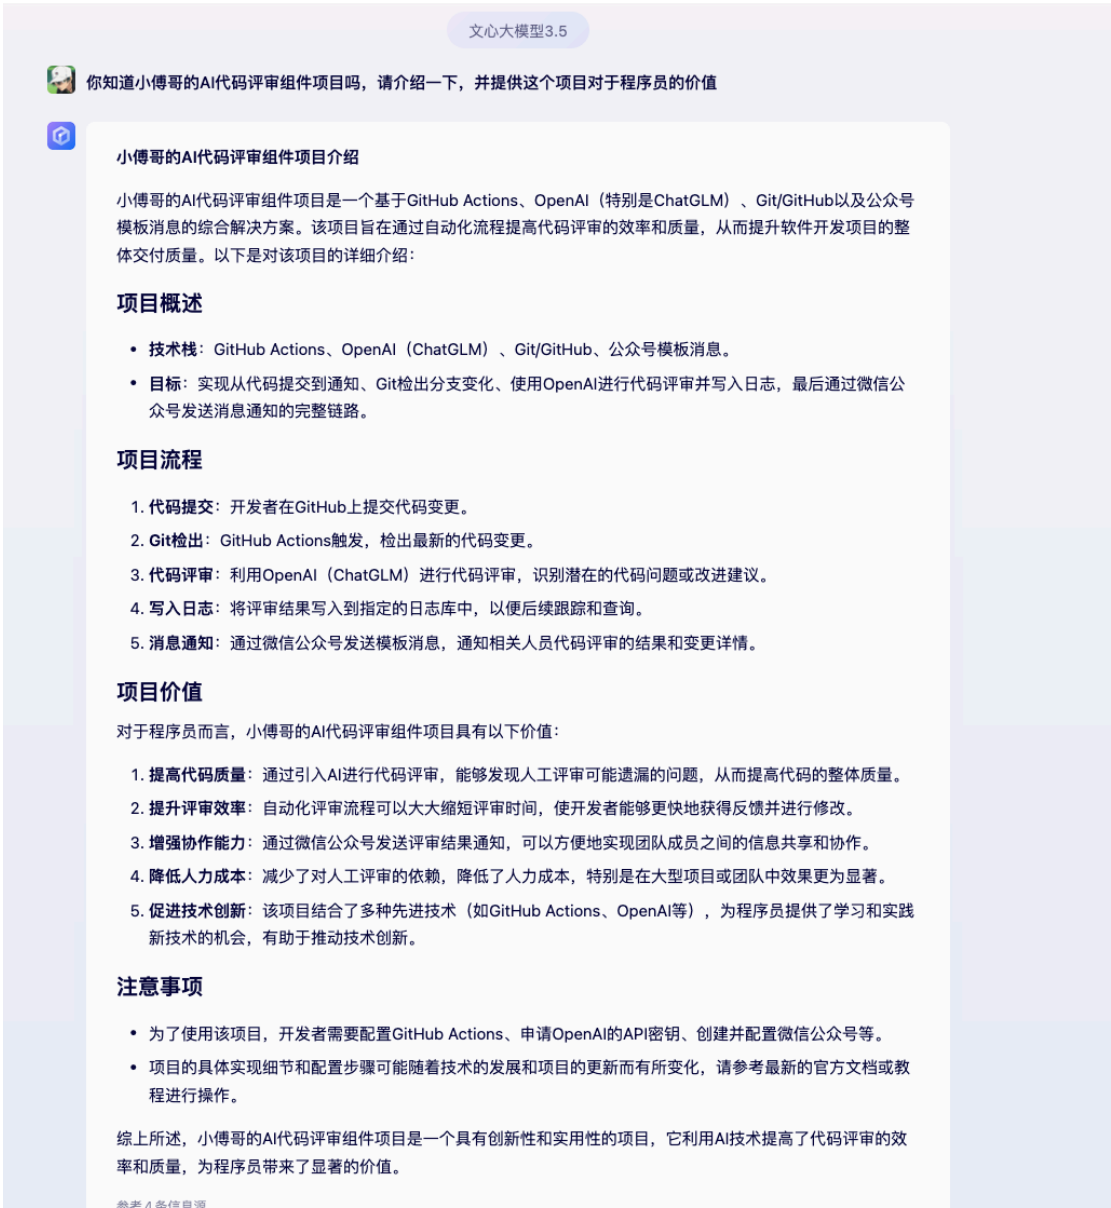 文心大模型3.5
你知道小傅哥的AI代码评审组件项目吗，请介绍一下，并提供这个项目对于程序员的价值
小傅哥的AI代码评审组件项目介绍
小傅哥的AI代码评审组件项目是一个基于GitHub Actions、OpenAI（特别是ChatGLM）、Git/GitHub以及公众号
模板消息的综合解决方案。该项目旨在通过自动化流程提高代码评审的效率和质量，从而提升软件开发项目的整
体交付质量。以下是对该项目的详细介绍：
项目概述
• 技术栈：GitHub Actions、OpenAI（ChatGLM）、Git/GitHub、公众号模板消息。
• 目标：实现从代码提交到通知、Git检出分支变化、使用OpenAI进行代码评审并写入日志，最后通过微信公
众号发送消息通知的完整链路。
项目流程
1. 代码提交：开发者在GitHub上提交代码变更。
2. Git检出：GitHub Actions触发，检出最新的代码变更。
3. 代码评审：利用OpenAI（ChatGLM）进行代码评审，识别潜在的代码问题或改进建议。
4. 写入日志：将评审结果写入到指定的日志库中，以便后续跟踪和查询。
5. 消息通知：通过微信公众号发送模板消息，通知相关人员代码评审的结果和变更详情。
项目价值
对于程序员而言，小傅哥的AI代码评审组件项目具有以下价值：
1. 提高代码质量：通过引入AI进行代码评审，能够发现人工评审可能遗漏的问题，从而提高代码的整体质量。
2. 提升评审效率：自动化评审流程可以大大缩短评审时间，使开发者能够更快地获得反馈并进行修改。
3. 增强协作能力：通过微信公众号发送评审结果通知，可以方便地实现团队成员之间的信息共享和协作。
4. 降低人力成本：减少了对人工评审的依赖，降低了人力成本，特别是在大型项目或团队中效果更为显著。
5. 促进技术创新：该项目结合了多种先进技术（如GitHub Actions、OpenAI等），为程序员提供了学习和实践
新技术的机会，有助于推动技术创新。
注意事项
• 为了使用该项目，开发者需要配置GitHub Actions、申请OpenAI的API密钥、创建并配置微信公众号等。
• 项目的具体实现细节和配置步骤可能随着技术的发展和项目的更新而有所变化，请参考最新的官方文档或教
程进行操作。
综上所述，小傅哥的AI代码评审组件项目是一个具有创新性和实用性的项目，它利用AI技术提高了代码评审的效
率和质量，为程序员带来了显著的价值。
参考4条信息源